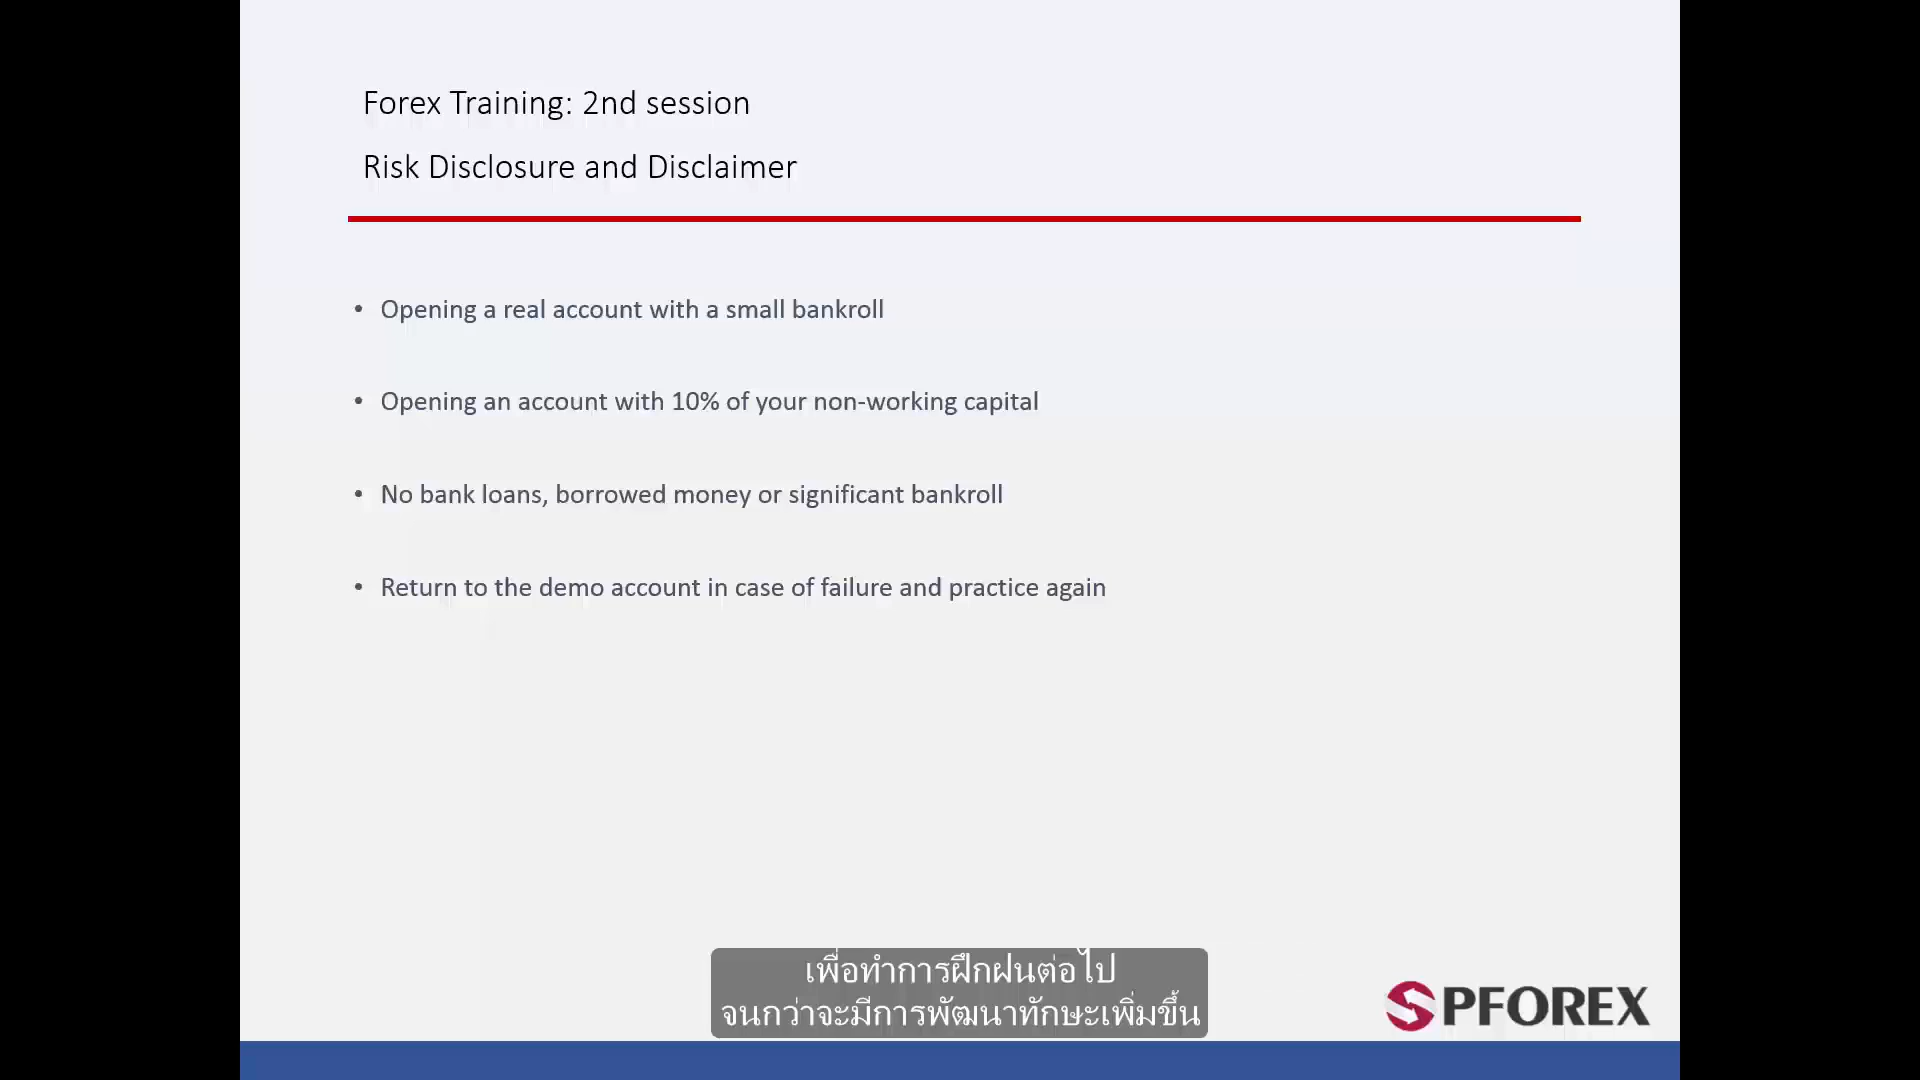 Forex Training: 2nd session
Risk Disclosure and Disclaimer
• Opening a real account with a small bankroll
• Opening an account with 10% of your non-working capital
• No bank loans, borrowed money or significant bankroll
• Return to the demo account in case of failure and practice again
เพื่อทำการฝึกฝนต่อไป
จนกว่าจะมีการพัฒนาทักษะเพิ่มขึ้น
SPFOREX